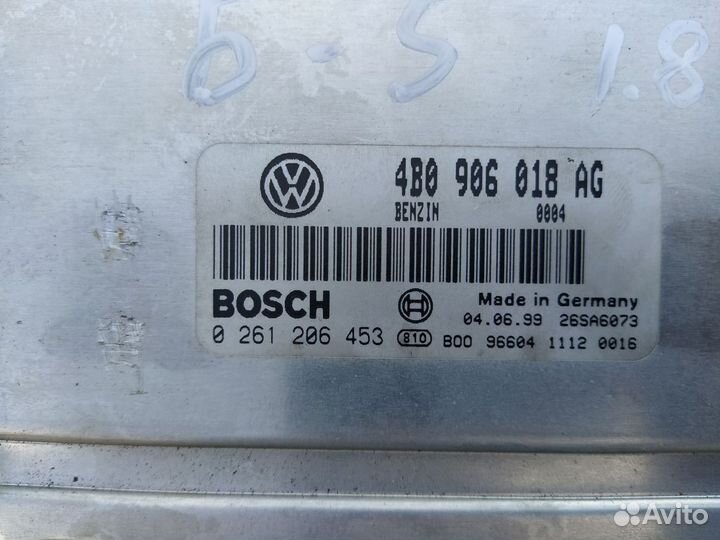 Б-5 1.8
4B0 906 018 AG
BENZIN 0004
BOSCH Made in Germany
04.06.99 26SA6073
0 261 206 453 810 B00 96604 1112 0016
Avito